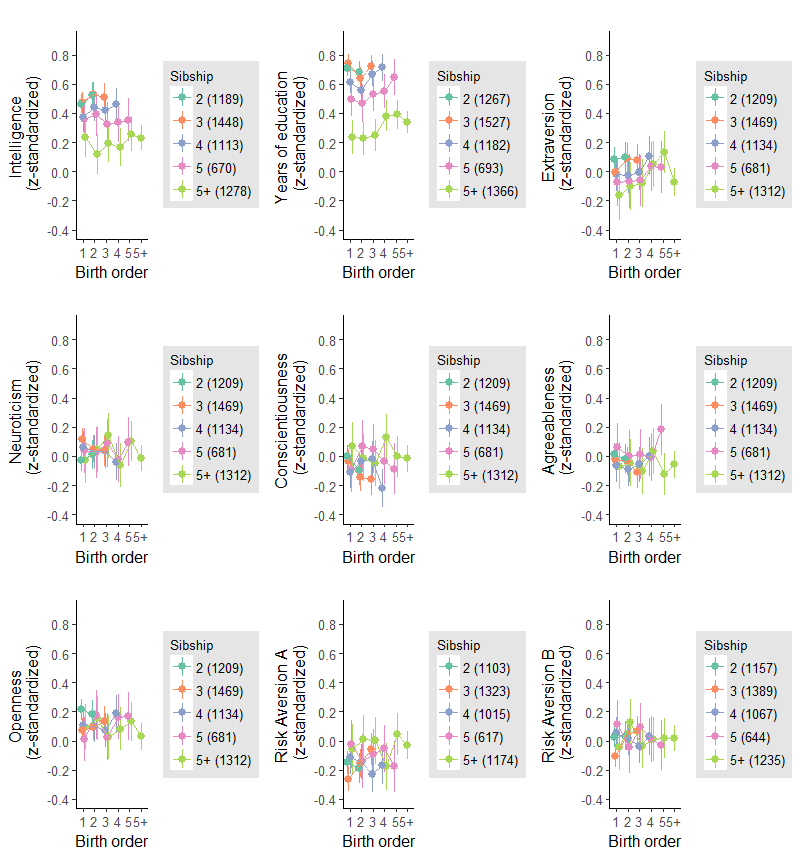 Intelligence
(z-standardized)
0.8
0.6
0.4
0.2
0.0
-0.2
-0.4
1 2 3 4 5 5+
Birth order
Sibship
2 (1189)
3 (1448)
4 (1113)
5 (670)
5+ (1278)
Years of education
(z-standardized)
0.8
0.6
0.4
0.2
0.0
-0.2
-0.4
1 2 3 4 5 5+
Birth order
Sibship
2 (1267)
3 (1527)
4 (1182)
5 (693)
5+ (1366)
Extraversion
(z-standardized)
0.8
0.6
0.4
0.2
0.0
-0.2
-0.4
1 2 3 4 5 5+
Birth order
Sibship
2 (1209)
3 (1469)
4 (1134)
5 (681)
5+ (1312)
Neuroticism
(z-standardized)
0.8
0.6
0.4
0.2
0.0
-0.2
-0.4
1 2 3 4 5 5+
Birth order
Sibship
2 (1209)
3 (1469)
4 (1134)
5 (681)
5+ (1312)
Conscientiousness
(z-standardized)
0.8
0.6
0.4
0.2
0.0
-0.2
-0.4
1 2 3 4 5 5+
Birth order
Sibship
2 (1209)
3 (1469)
4 (1134)
5 (681)
5+ (1312)
Agreeableness
(z-standardized)
0.8
0.6
0.4
0.2
0.0
-0.2
-0.4
1 2 3 4 5 5+
Birth order
Sibship
2 (1209)
3 (1469)
4 (1134)
5 (681)
5+ (1312)
Openness
(z-standardized)
0.8
0.6
0.4
0.2
0.0
-0.2
-0.4
1 2 3 4 5 5+
Birth order
Sibship
2 (1209)
3 (1469)
4 (1134)
5 (681)
5+ (1312)
Risk Aversion A
(z-standardized)
0.8
0.6
0.4
0.2
0.0
-0.2
-0.4
1 2 3 4 5 5+
Birth order
Sibship
2 (1103)
3 (1323)
4 (1015)
5 (617)
5+ (1174)
Risk Aversion B
(z-standardized)
0.8
0.6
0.4
0.2
0.0
-0.2
-0.4
1 2 3 4 5 5+
Birth order
Sibship
2 (1157)
3 (1389)
4 (1067)
5 (644)
5+ (1235)